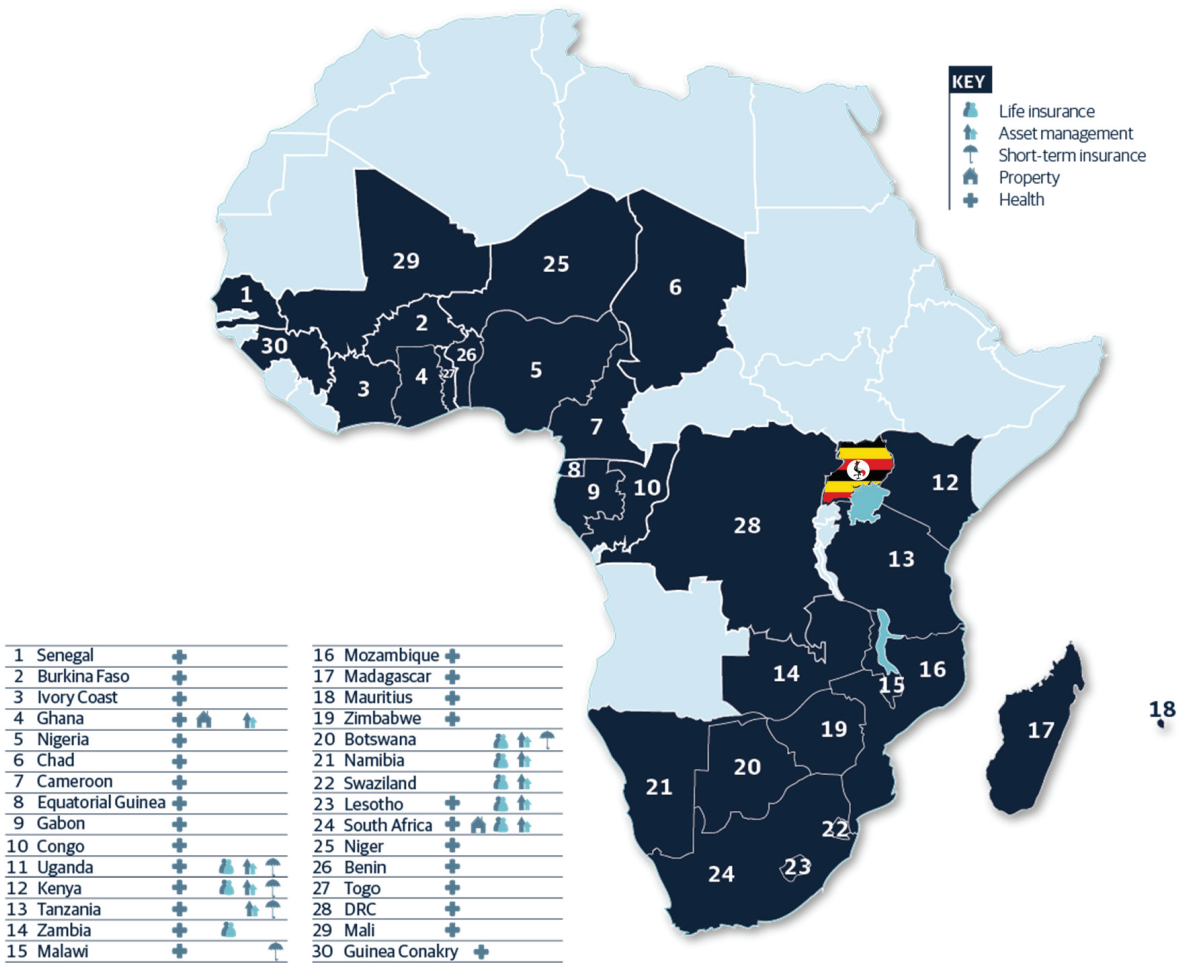 KEY
Life insurance
Asset management
Short-term insurance
Property
Health
29
25
6
1
2
30
26
5
3
4
27
7
8
9
10
12
28
13
14
15
16
17
18
19
20
21
22
23
24
1 Senegal
2 Burkina Faso
3 Ivory Coast
4 Ghana
5 Nigeria
6 Chad
7 Cameroon
8 Equatorial Guinea
9 Gabon
10 Congo
11 Uganda
12 Kenya
13 Tanzania
14 Zambia
15 Malawi
16 Mozambique
17 Madagascar
18 Mauritius
19 Zimbabwe
20 Botswana
21 Namibia
22 Swaziland
23 Lesotho
24 South Africa
25 Niger
26 Benin
27 Togo
28 DRC
29 Mali
30 Guinea Conakry